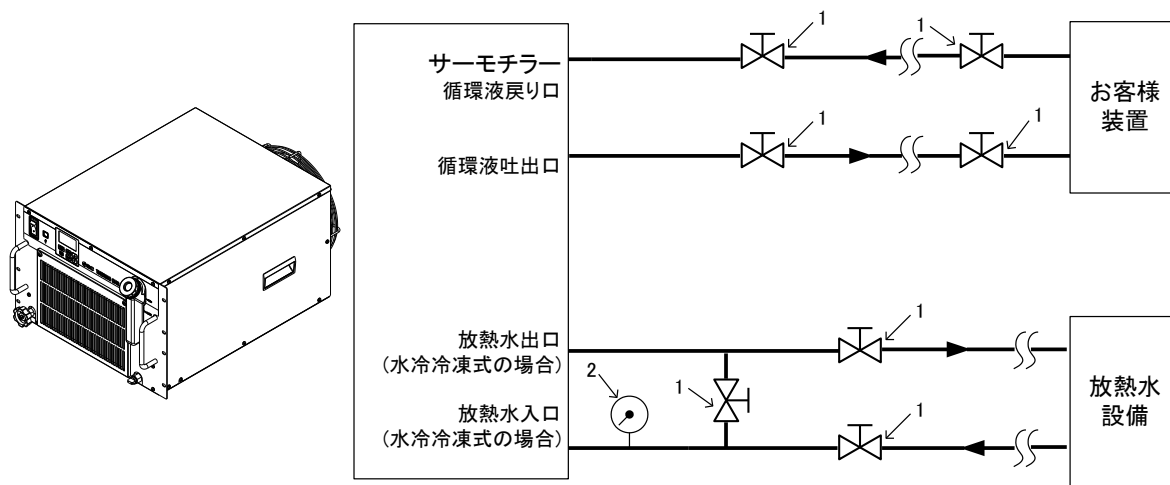 1
1
サーモチラー
循環液戻り口
お客様
装置
1
1
循環液吐出口
1
放熱水出口
(水冷冷凍式の場合)
2
1
放熱水
設備
放熱水入口
(水冷冷凍式の場合)
1